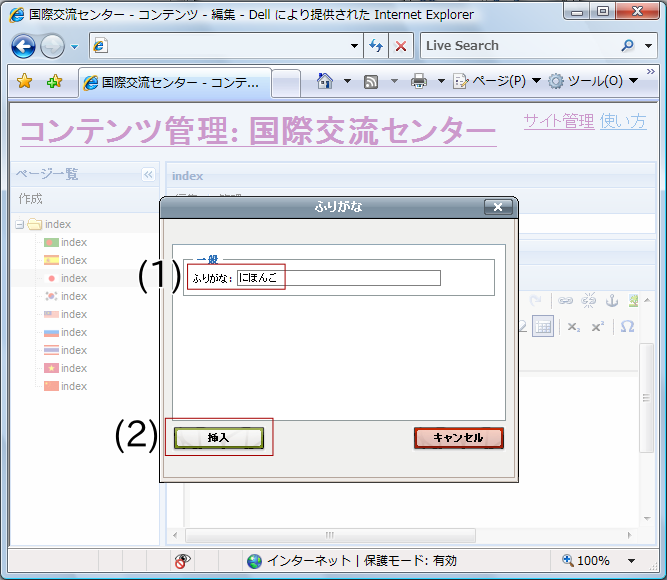 国際交流センター - コンテンツ - 編集 - Dell により提供された Internet Explorer
Live Search
国際交流センター - コンテ...
ページ(P)
ツール(O)
コンテンツ管理: 国際交流センター
サイト管理 使い方
ページ一覧
index
作成
index
index
index
index
index
index
index
index
index
index
ふりがな
一般
(1)
ふりがな: にほんご
(2)
挿入
キャンセル
インターネット | 保護モード: 有効
100%